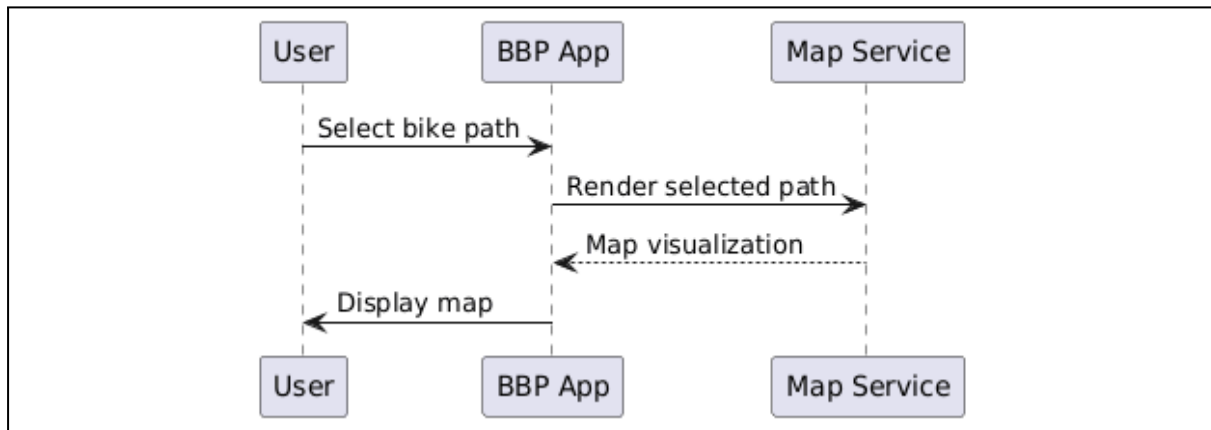 User
BBP App
Map Service
Select bike path
Render selected path
Map visualization
Display map
User
BBP App
Map Service